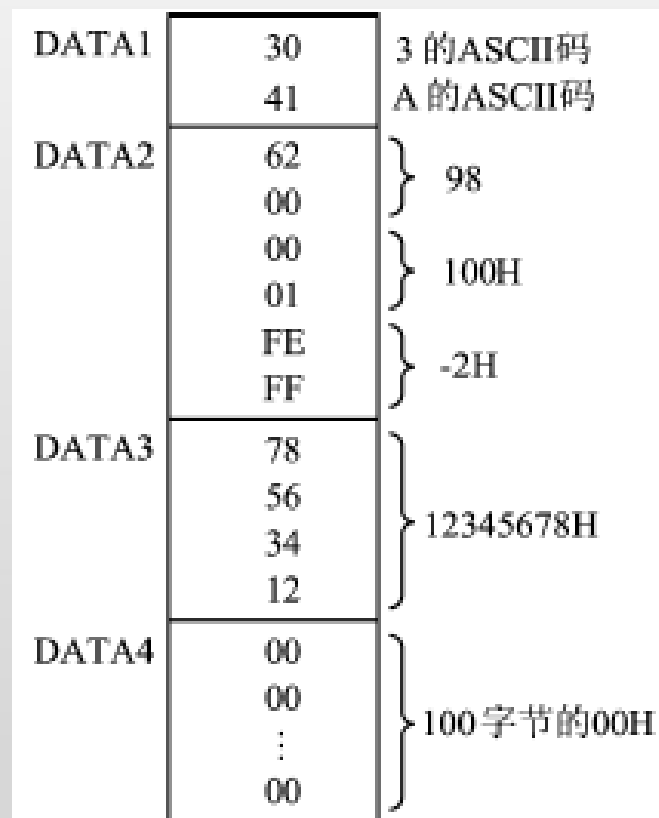 DATA1 30 3 的ASCII码
41 A 的ASCII码
DATA2 62
00 98
00
01 100H
FE
FF -2H
DATA3 78
56
34 12345678H
12
DATA4 00
00
⋮ 100 字节的00H
00